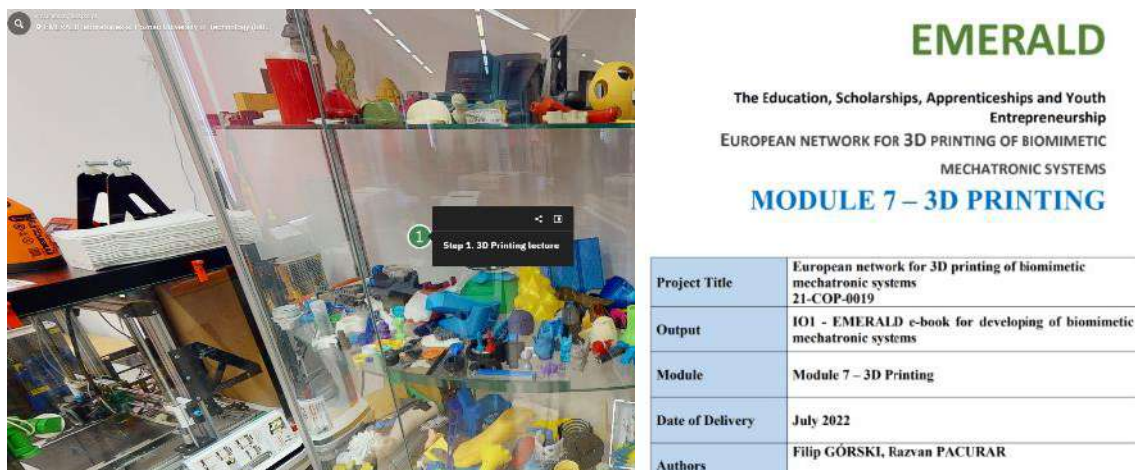 Step 1. 3D Printing lecture
1
EMERALD
The Education, Scholarships, Apprenticeships and Youth
Entrepreneurship
EUROPEAN NETWORK FOR 3D PRINTING OF BIOMIMETIC
MECHATRONIC SYSTEMS
MODULE 7 – 3D PRINTING
Project Title
European network for 3D printing of biomimetic
mechatronic systems
21-COP-0019
Output
IO1 - EMERALD e-book for developing of biomimetic
mechatronic systems
Module
Module 7 – 3D Printing
Date of Delivery
July 2022
Authors
Filip GÓRSKI, Razvan PACURAR